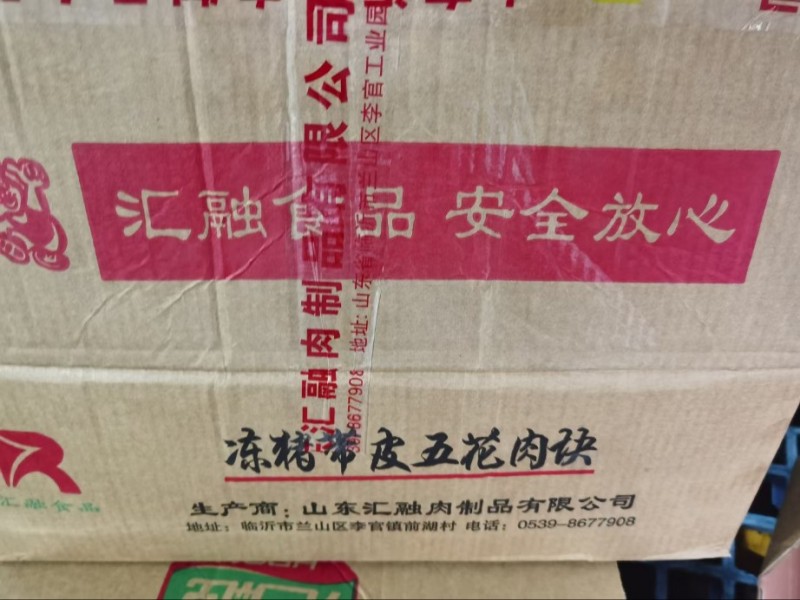 汇融食品 安全放心
汇融肉制品有限公司
地址：山东省临沂市兰山区李官工业园
8677908
冻猪带皮五花肉块
汇融食品
生产商：山东汇融肉制品有限公司
地址：临沂市兰山区李官镇前湖村 电话：0539-8677908